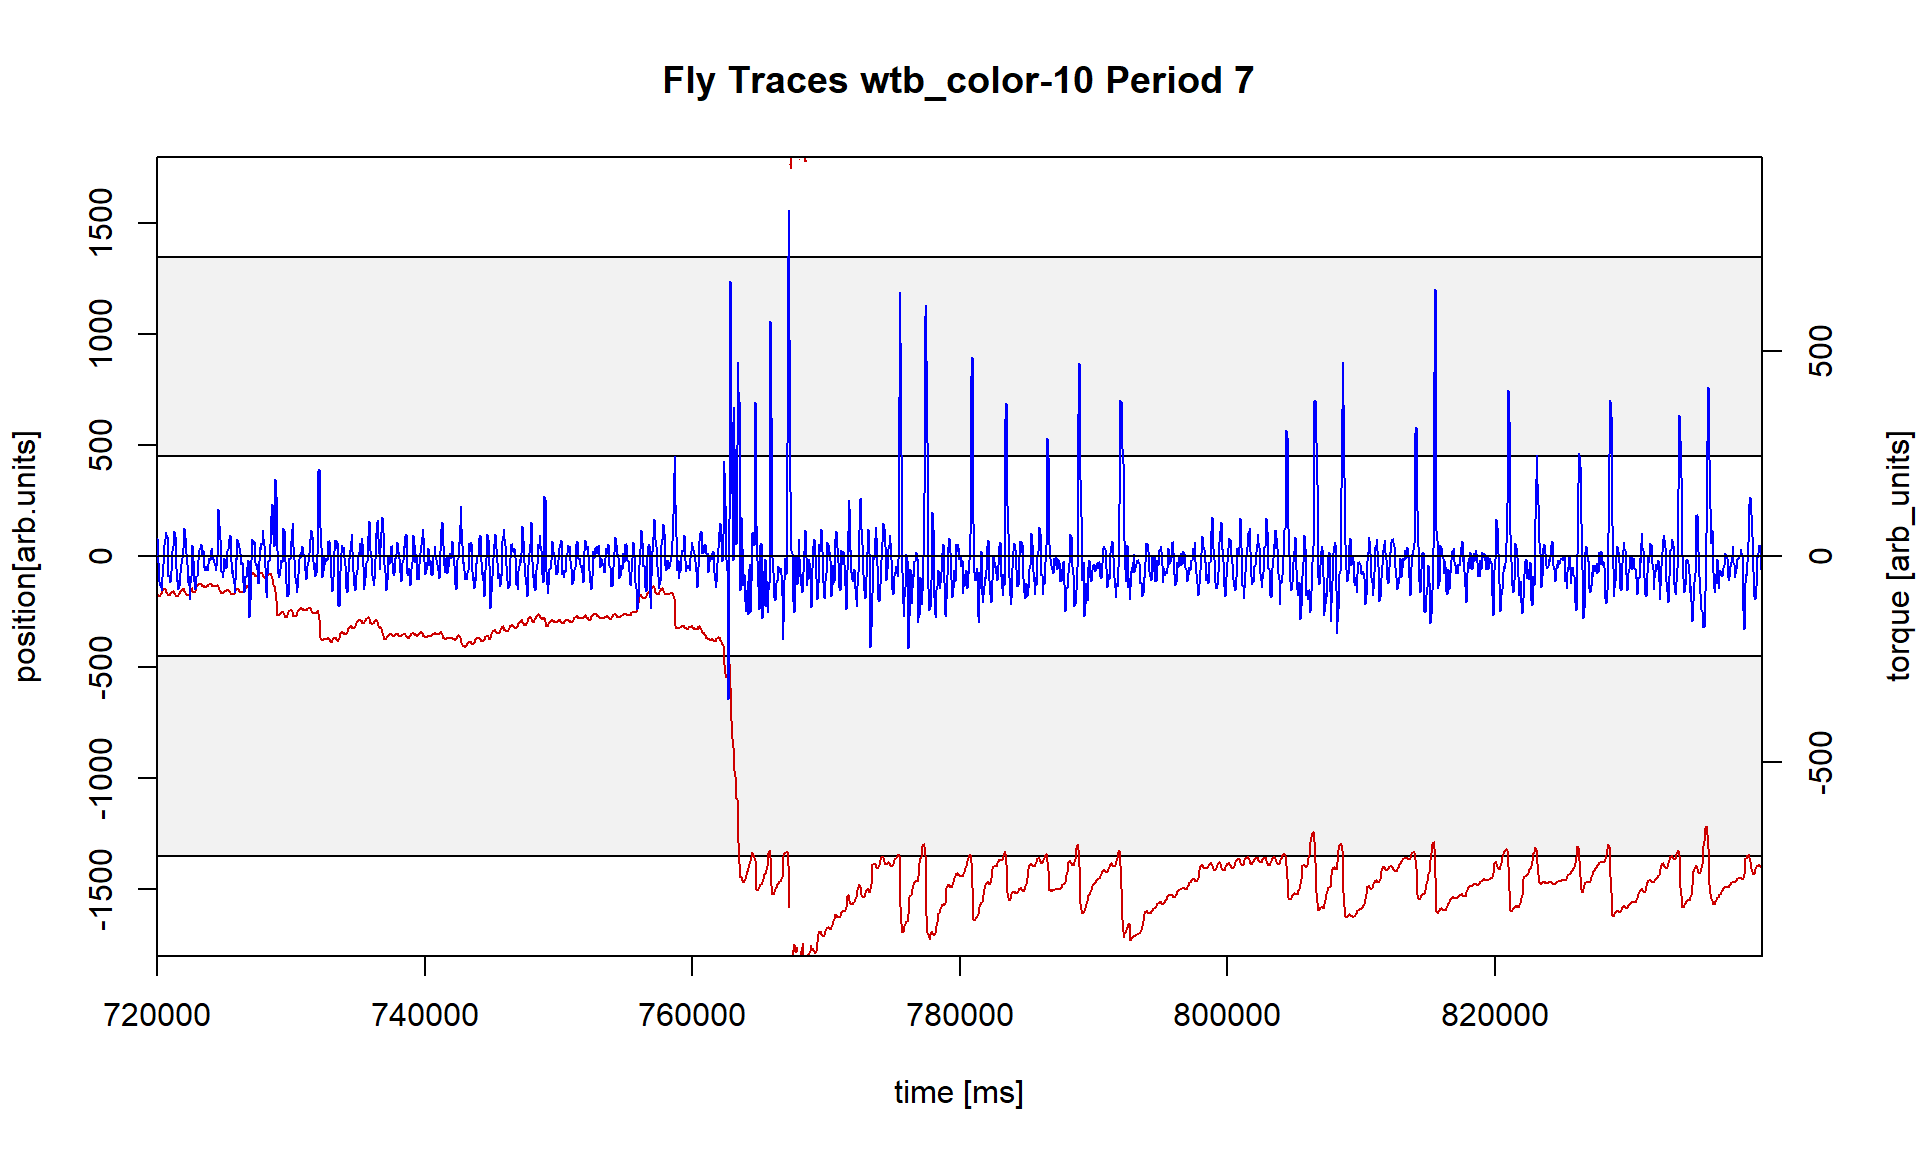 Fly Traces wtb_color-10 Period 7
1500
1000
500
0
-500
-1000
-1500
position[arb.units]
500
0
-500
torque [arb_units]
720000 740000 760000 780000 800000 820000
time [ms]